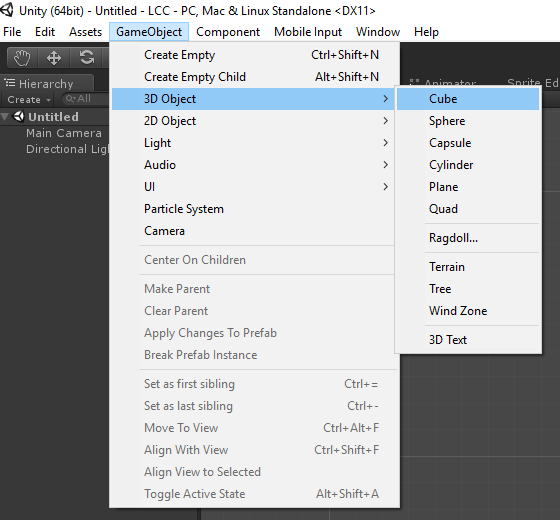 Unity (64bit) - Untitled - LCC - PC, Mac & Linux Standalone <DX11>
File Edit Assets GameObject Component Mobile Input Window Help
Hierarchy
Create All
Untitled
Main Camera
Directional Ligh
Create Empty Ctrl+Shift+N
Create Empty Child Alt+Shift+N
3D Object
2D Object
Light
Audio
UI
Particle System
Camera
Center On Children
Make Parent
Clear Parent
Apply Changes To Prefab
Break Prefab Instance
Set as first sibling Ctrl+=
Set as last sibling Ctrl+-
Move To View Ctrl+Alt+F
Align With View Ctrl+Shift+F
Align View to Selected
Toggle Active State Alt+Shift+A
Animator Sprite Ed
Cube
Sphere
Capsule
Cylinder
Plane
Quad
Ragdoll...
Terrain
Tree
Wind Zone
3D Text